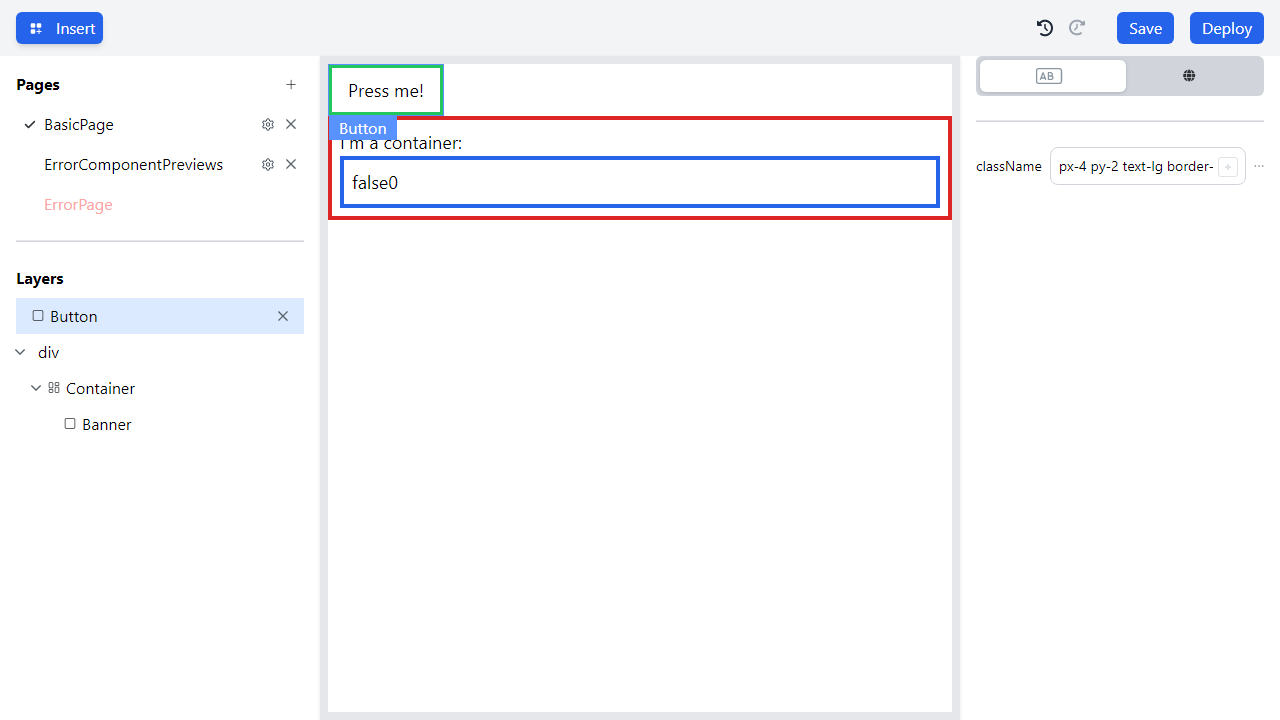 Insert
Save
Deploy
Pages
BasicPage
ErrorComponentPreviews
ErrorPage
Layers
Button
div
Container
Banner
Press me!
Button
I'm a container:
false0
AB
className
px-4 py-2 text-lg border-